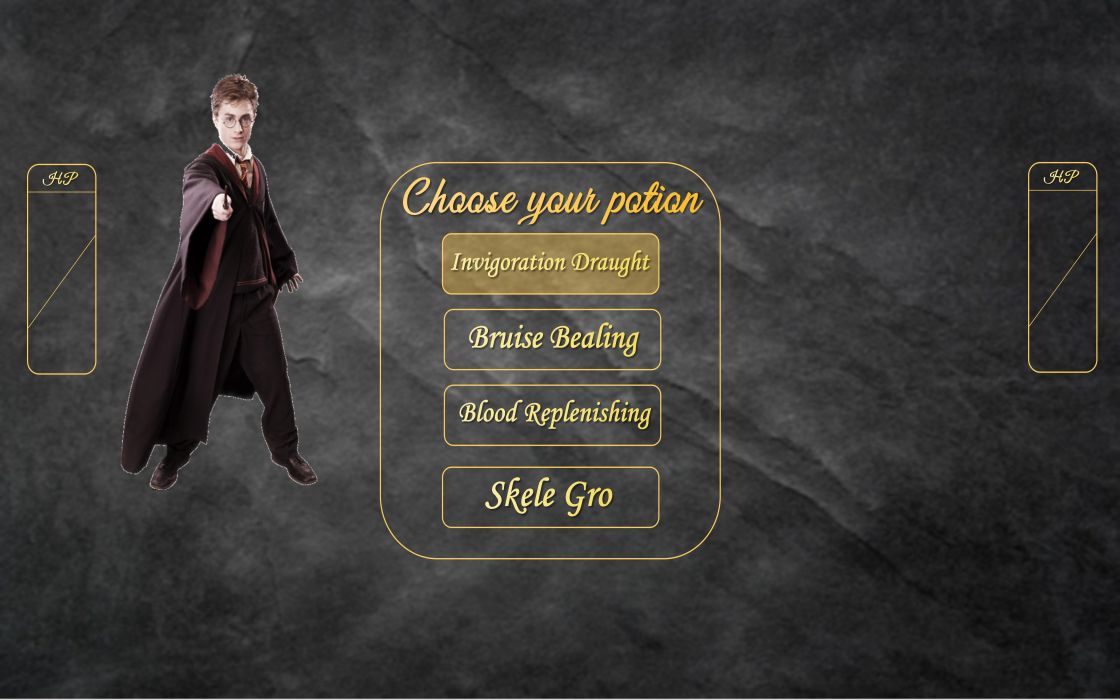 HP
HP
Choose your potion
Invigoration Draught
Bruise Bealing
Blood Replenishing
Skele Gro